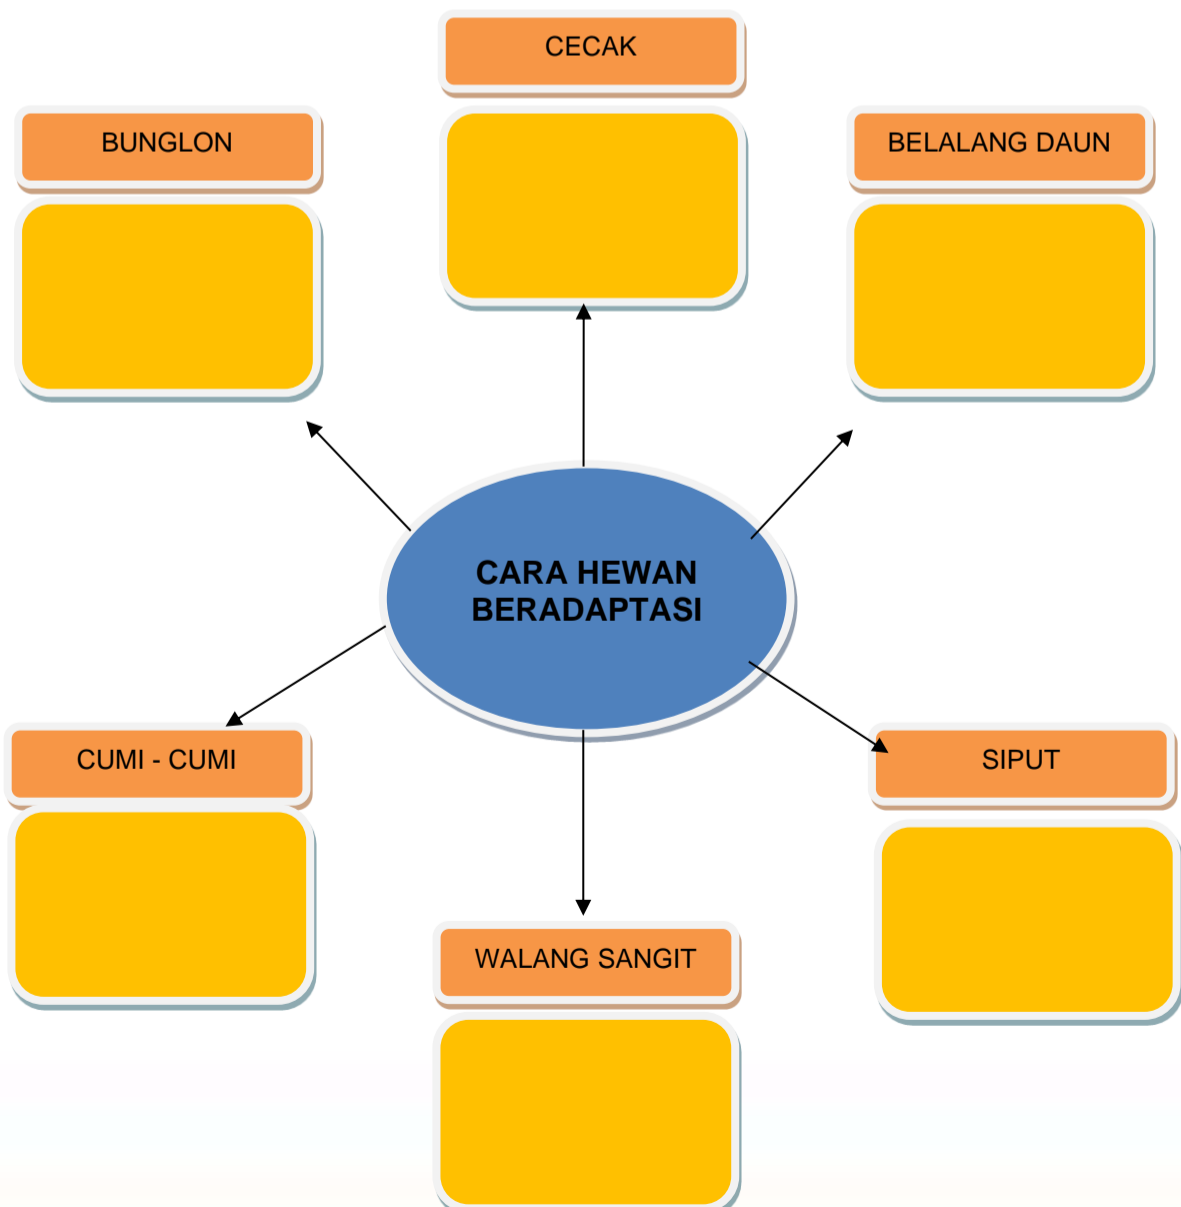 CECAK
BUNGLON
BELALANG DAUN
CARA HEWAN
BERADAPTASI
CUMI - CUMI
SIPUT
WALANG SANGIT